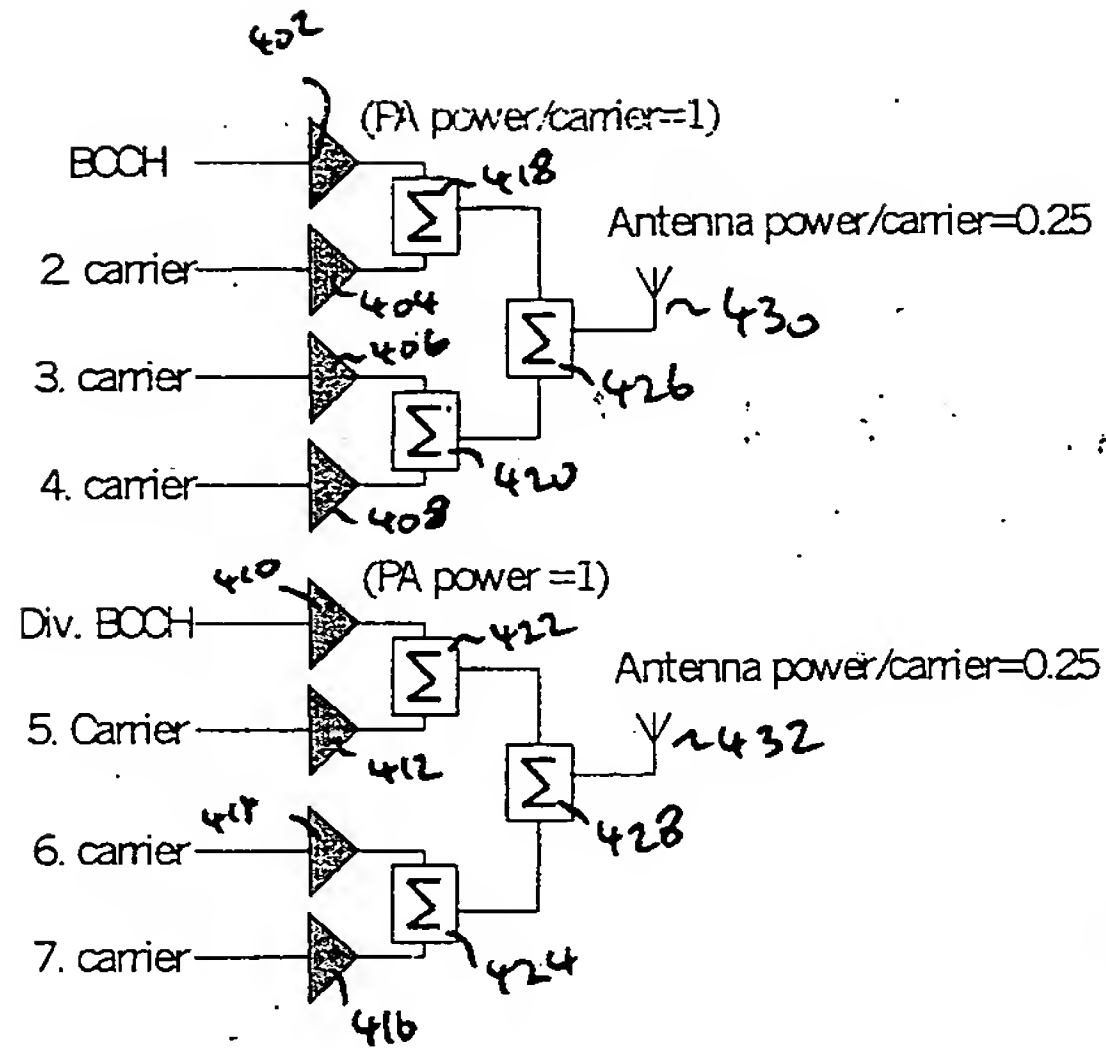 402
(PA power/carrier=1)
BCCH
418
Antenna power/carrier=0.25
2. carrier
Σ
404
~430
406
3. carrier
Σ
426
Σ
4. carrier
420
408
410
(PA power =1)
Div. BCCH
~422
Antenna power/carrier=0.25
Σ
5. Carrier
~432
412
Σ
414
428
6. carrier
Σ
7. carrier
424
416